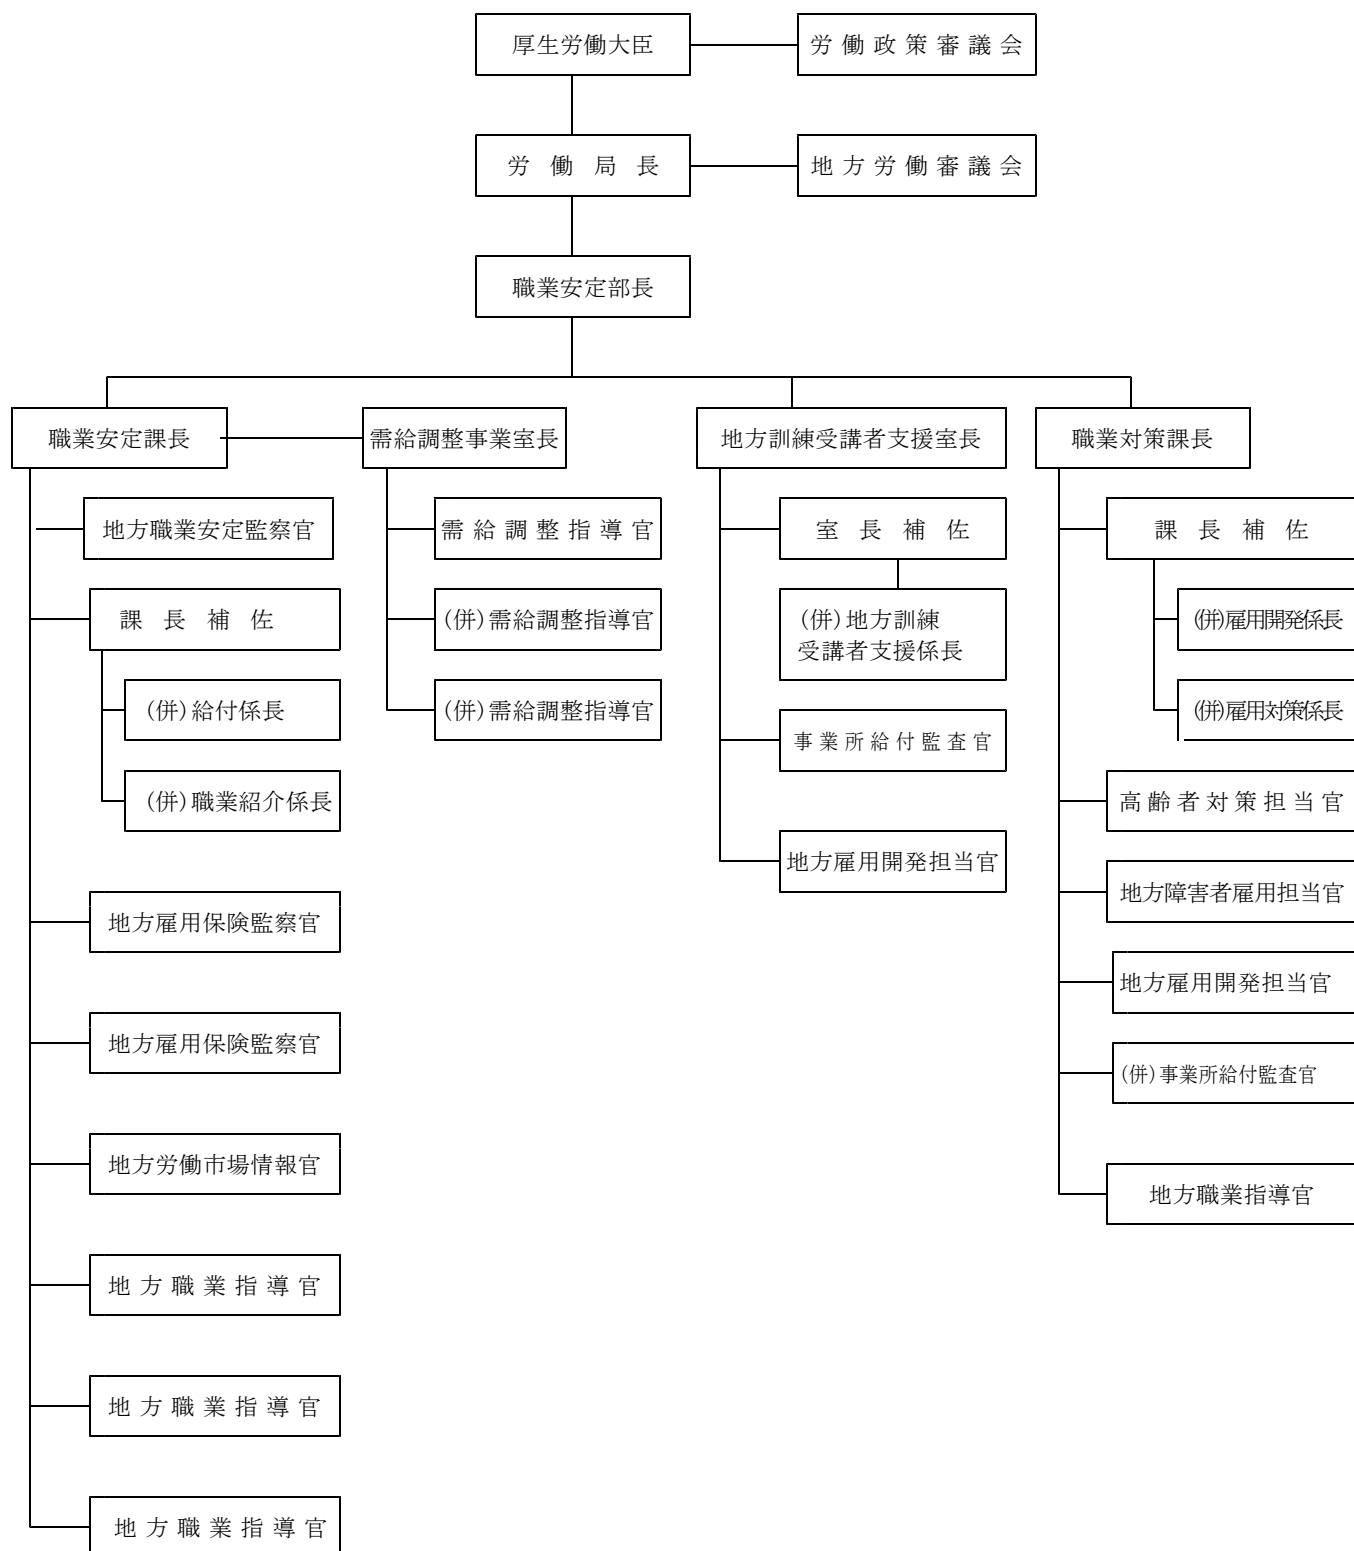 厚生労働大臣
労働政策審議会
労働局長
地方労働審議会
職業安定部長
職業安定課長
需給調整事業室長
地方訓練受講者支援室長
職業対策課長
地方職業安定監察官
課長補佐
(併)給付係長
(併)職業紹介係長
地方雇用保険監察官
地方雇用保険監察官
地方労働市場情報官
地方職業指導官
地方職業指導官
地方職業指導官
需給調整指導官
(併)需給調整指導官
(併)需給調整指導官
室長補佐
(併)地方訓練
受講者支援係長
事業所給付監査官
地方雇用開発担当官
課長補佐
(併)雇用開発係長
(併)雇用対策係長
高齢者対策担当官
地方障害者雇用担当官
地方雇用開発担当官
(併)事業所給付監査官
地方職業指導官